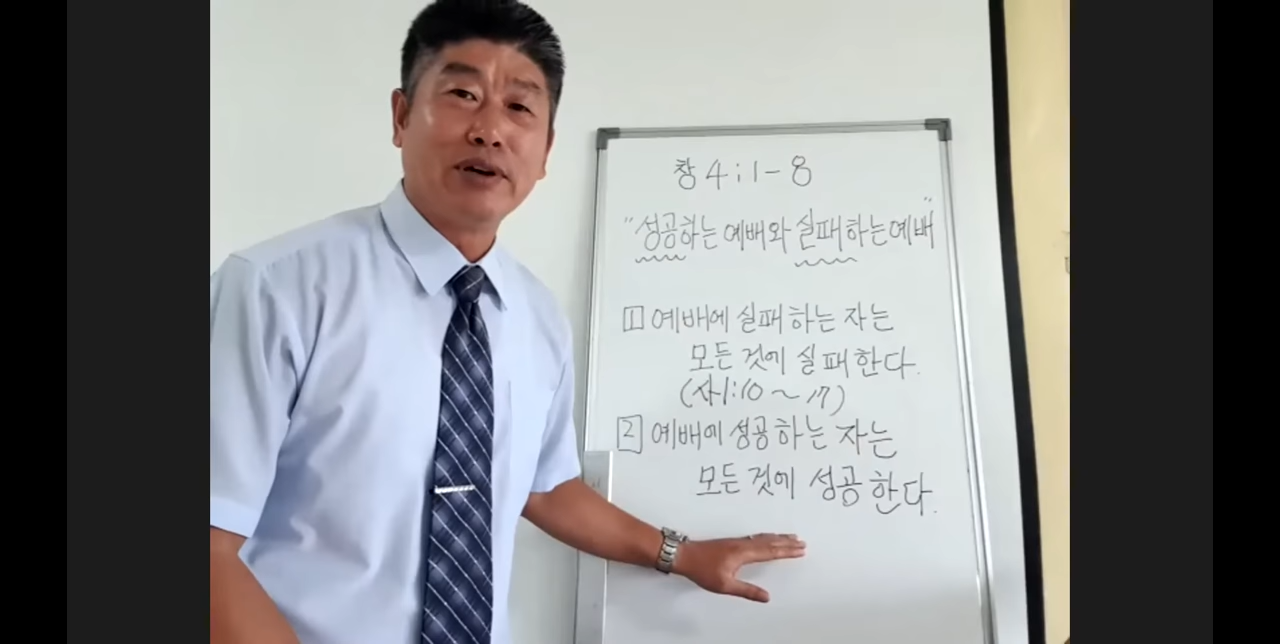 창 4:1-8
"성공하는 예배와 실패하는예배"
1 예배에 실패하는 자는
모든 것에 실패한다.
(사1:10~17)
2 예배에 성공하는 자는
모든 것에 성공한다.